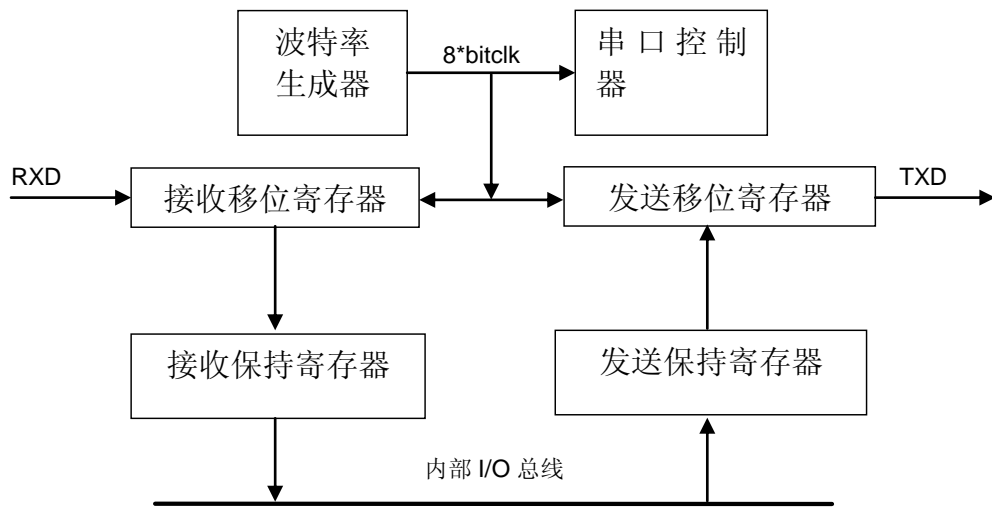 波特率
生成器
8*bitclk
串口控制
器
RXD
接收移位寄存器
发送移位寄存器
TXD
接收保持寄存器
发送保持寄存器
内部 I/O 总线